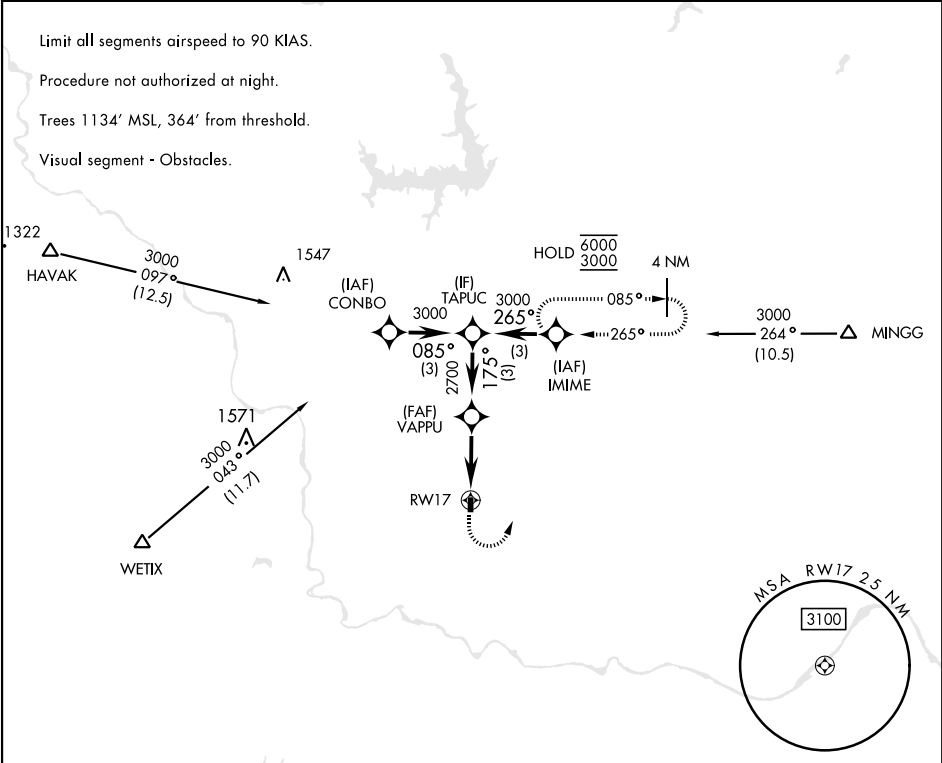 Limit all segments airspeed to 90 KIAS.
Procedure not authorized at night.
Trees 1134' MSL, 364' from threshold.
Visual segment - Obstacles.
1322
HAVAK
3000
097°
(12.5)
1547
(IAF)
CONBO
3000
085°
(3)
(IF)
TAPUC
3000
265°
(3)
HOLD
6000
3000
4 NM
085°
265°
(IAF)
IMIME
3000
264°
(10.5)
MINGG
2700
175°
(3)
(FAF)
VAPPU
1571
3000
043°
(11.7)
WETIX
RW17
MSA RW17 25 NM
3100